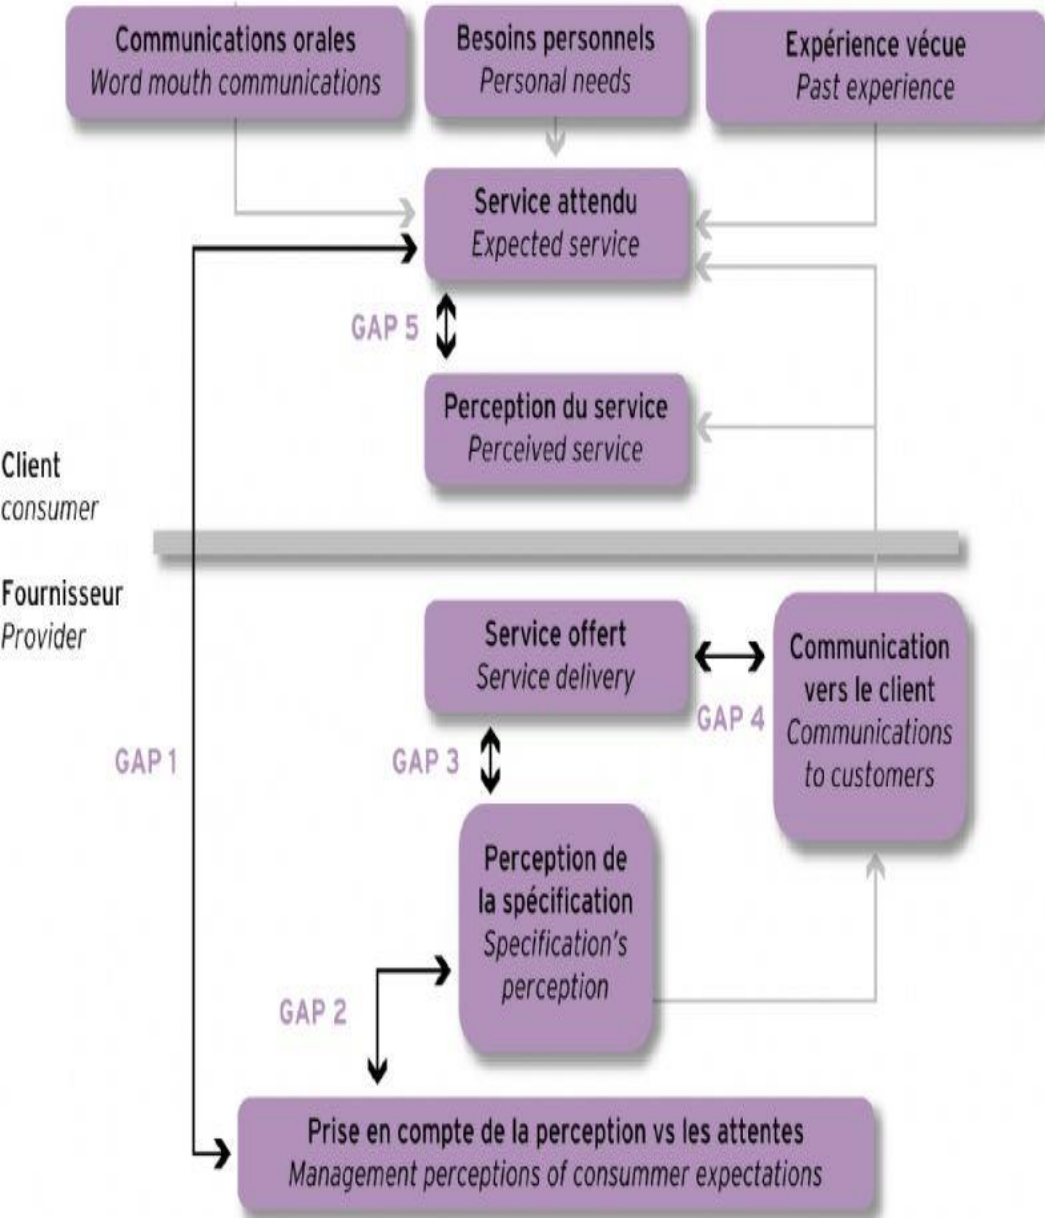 Communications orales
Word mouth communications
Besoins personnels
Personal needs
Expérience vécue
Past experience
Service attendu
Expected service
GAP 5
Perception du service
Perceived service
Client
consumer
Fournisseur
Provider
Service offert
Service delivery
Communication
vers le client
Communications
to customers
GAP 4
GAP 1
GAP 3
Perception de
la spécification
Specification's
perception
GAP 2
Prise en compte de la perception vs les attentes
Management perceptions of consummer expectations